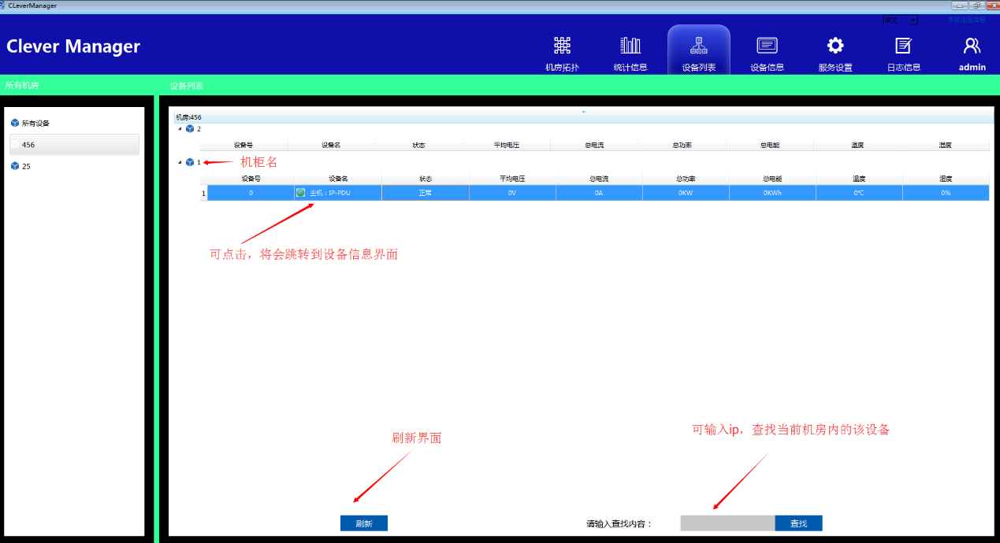 CLeverManager
中文
本机注册信息
Clever Manager
机房拓扑
统计信息
设备列表
设备信息
服务设置
日志信息
admin
所有机房
设备列表
所有设备
456
25
机房:456
2
设备号 设备名 状态 平均电压 总电流 总功率 总电能 温度 湿度
1 机柜名
设备号 设备名 状态 平均电压 总电流 总功率 总电能 温度 湿度
1 0 主机：IP-PDU 正常 0V 0A 0KW 0KWh 0℃ 0%
可点击，将会跳转到设备信息界面
可输入ip，查找当前机房内的该设备
刷新界面
刷新
请输入查找内容：
查找